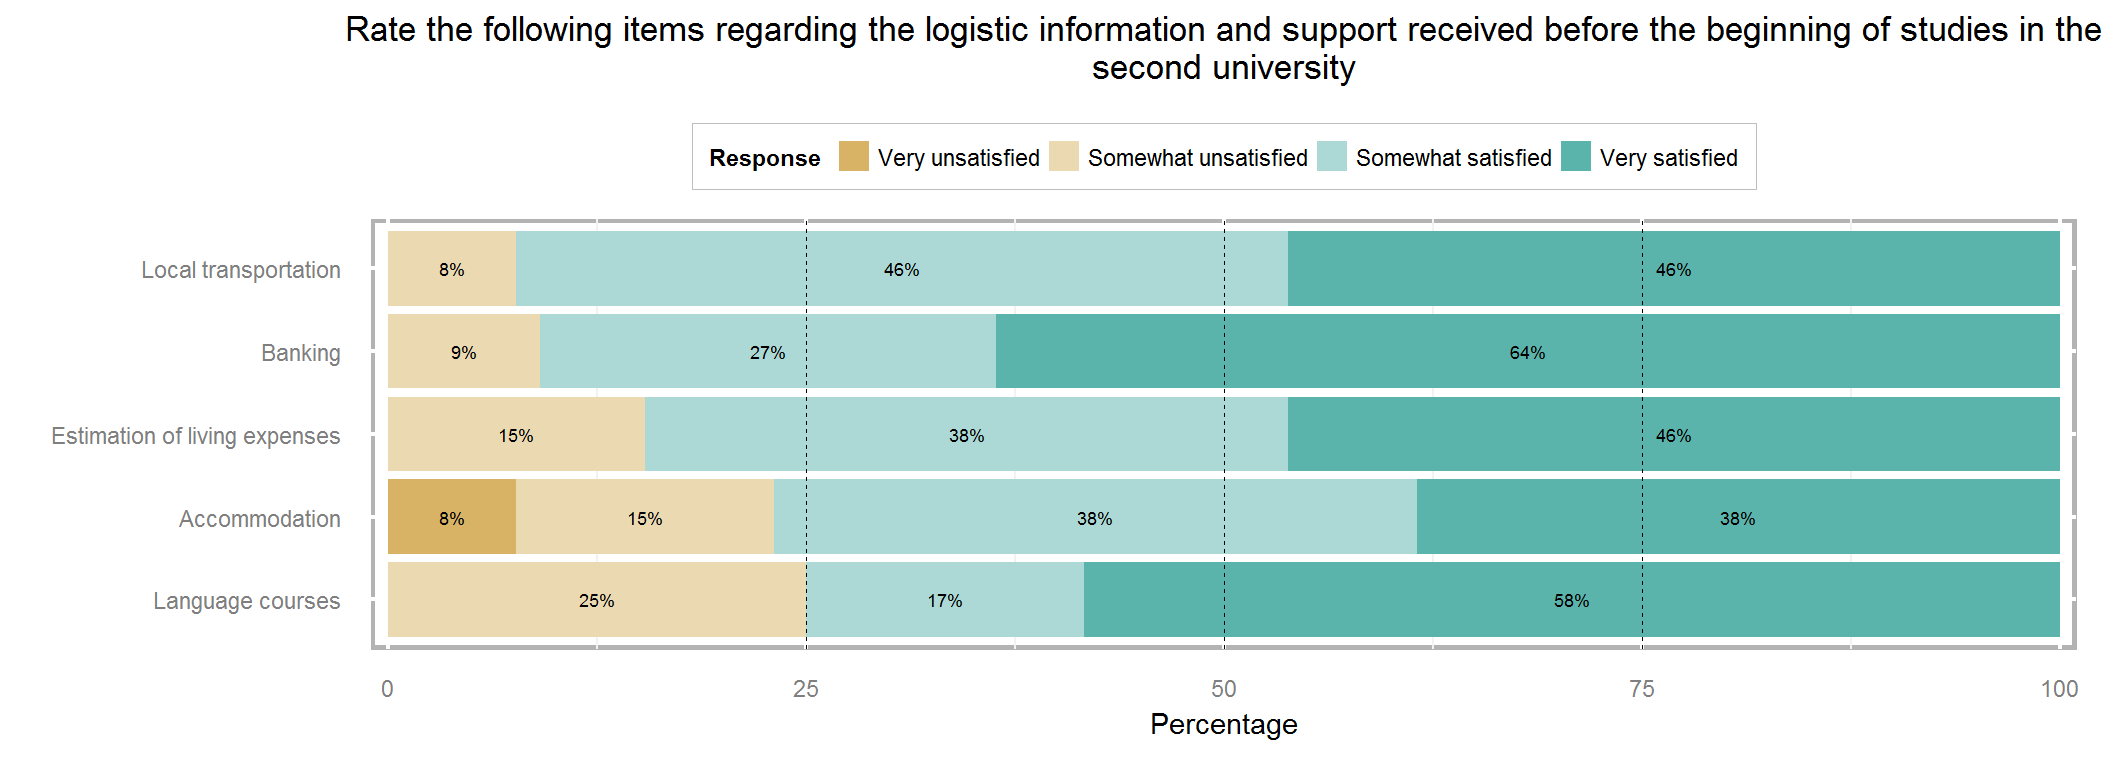 Rate the following items regarding the logistic information and support received before the beginning of studies in the
second university
Response Very unsatisfied Somewhat unsatisfied Somewhat satisfied Very satisfied
Local transportation 8% 46% 46%
Banking 9% 27% 64%
Estimation of living expenses 15% 38% 46%
Accommodation 8% 15% 38% 38%
Language courses 25% 17% 58%
0 25 50 75 100
Percentage